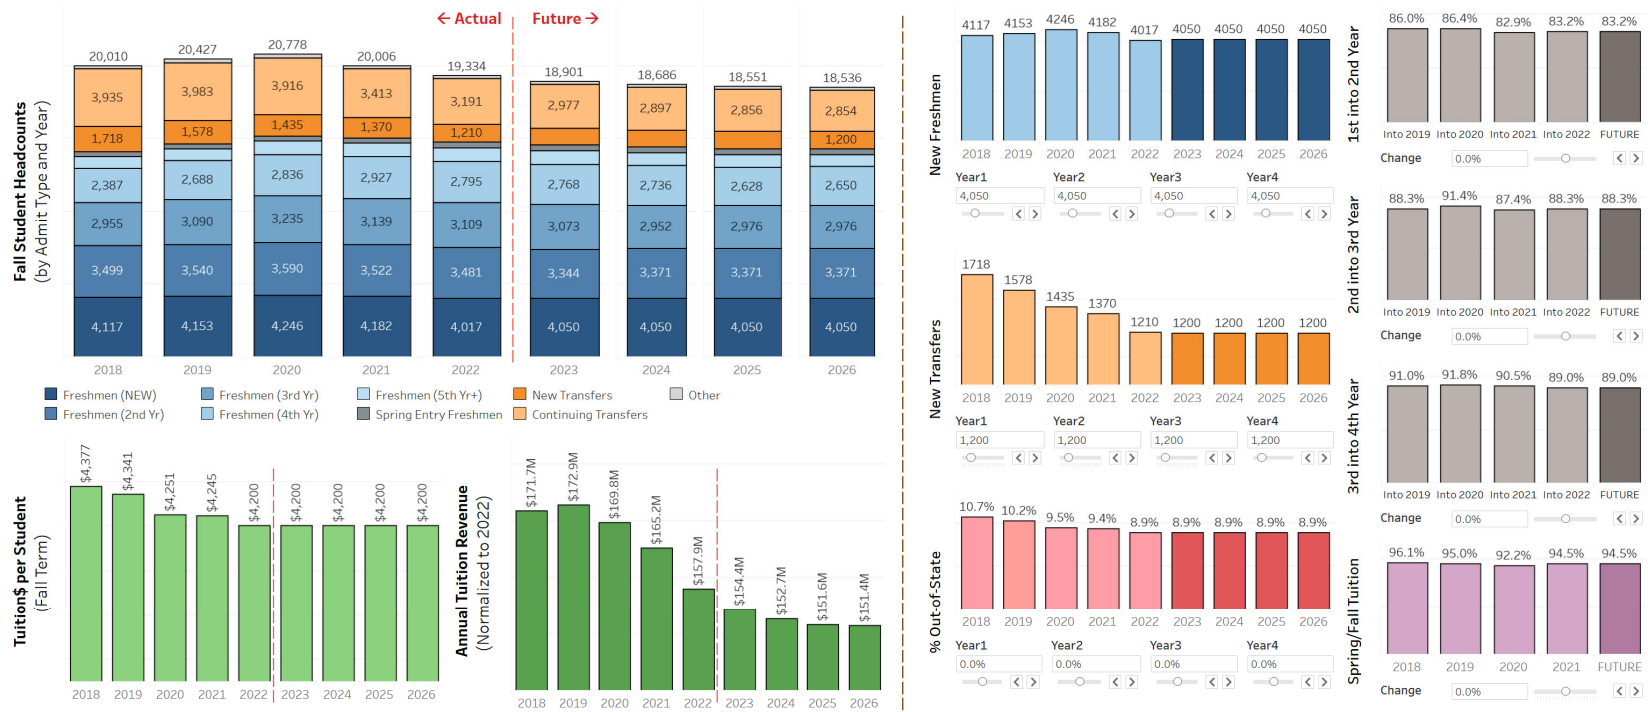 ← Actual
Future →
Fall Student Headcounts
(by Admit Type and Year)
20,010
20,427
20,778
20,006
19,334
18,901
18,686
18,551
18,536
3,935
3,983
3,916
3,413
3,191
2,977
2,897
2,856
2,854
1,718
1,578
1,435
1,370
1,210
1,200
2,387
2,688
2,836
2,927
2,795
2,768
2,736
2,628
2,650
2,955
3,090
3,235
3,139
3,109
3,073
2,952
2,976
2,976
3,499
3,540
3,590
3,522
3,481
3,344
3,371
3,371
3,371
4,117
4,153
4,246
4,182
4,017
4,050
4,050
4,050
4,050
2018 2019 2020 2021 2022 2023 2024 2025 2026
Freshmen (NEW)
Freshmen (3rd Yr)
Freshmen (5th Yr+)
New Transfers
Other
Freshmen (2nd Yr)
Freshmen (4th Yr)
Spring Entry Freshmen
Continuing Transfers
Tuition$ per Student
(Fall Term)
$4,377
$4,341
$4,251
$4,245
$4,200
$4,200
$4,200
$4,200
$4,200
2018 2019 2020 2021 2022 2023 2024 2025 2026
Annual Tuition Revenue
(Normalized to 2022)
$171.7M
$172.9M
$169.8M
$165.2M
$157.9M
$154.4M
$152.7M
$151.6M
$151.4M
2018 2019 2020 2021 2022 2023 2024 2025 2026
New Freshmen
4117 4153 4246 4182 4017 4050 4050 4050 4050
2018 2019 2020 2021 2022 2023 2024 2025 2026
Year1 Year2 Year3 Year4
4,050 4,050 4,050 4,050
New Transfers
1718 1578 1435 1370 1210 1200 1200 1200 1200
2018 2019 2020 2021 2022 2023 2024 2025 2026
Year1 Year2 Year3 Year4
1,200 1,200 1,200 1,200
% Out-of-State
10.7% 10.2% 9.5% 9.4% 8.9% 8.9% 8.9% 8.9% 8.9%
2018 2019 2020 2021 2022 2023 2024 2025 2026
Year1 Year2 Year3 Year4
0.0% 0.0% 0.0% 0.0%
1st into 2nd Year
86.0% 86.4% 82.9% 83.2% 83.2%
Into 2019 Into 2020 Into 2021 Into 2022 FUTURE
Change 0.0%
2nd into 3rd Year
88.3% 91.4% 87.4% 88.3% 88.3%
Into 2019 Into 2020 Into 2021 Into 2022 FUTURE
Change 0.0%
3rd into 4th Year
91.0% 91.8% 90.5% 89.0% 89.0%
Into 2019 Into 2020 Into 2021 Into 2022 FUTURE
Change 0.0%
Spring/Fall Tuition
96.1% 95.0% 92.2% 94.5% 94.5%
2018 2019 2020 2021 FUTURE
Change 0.0%